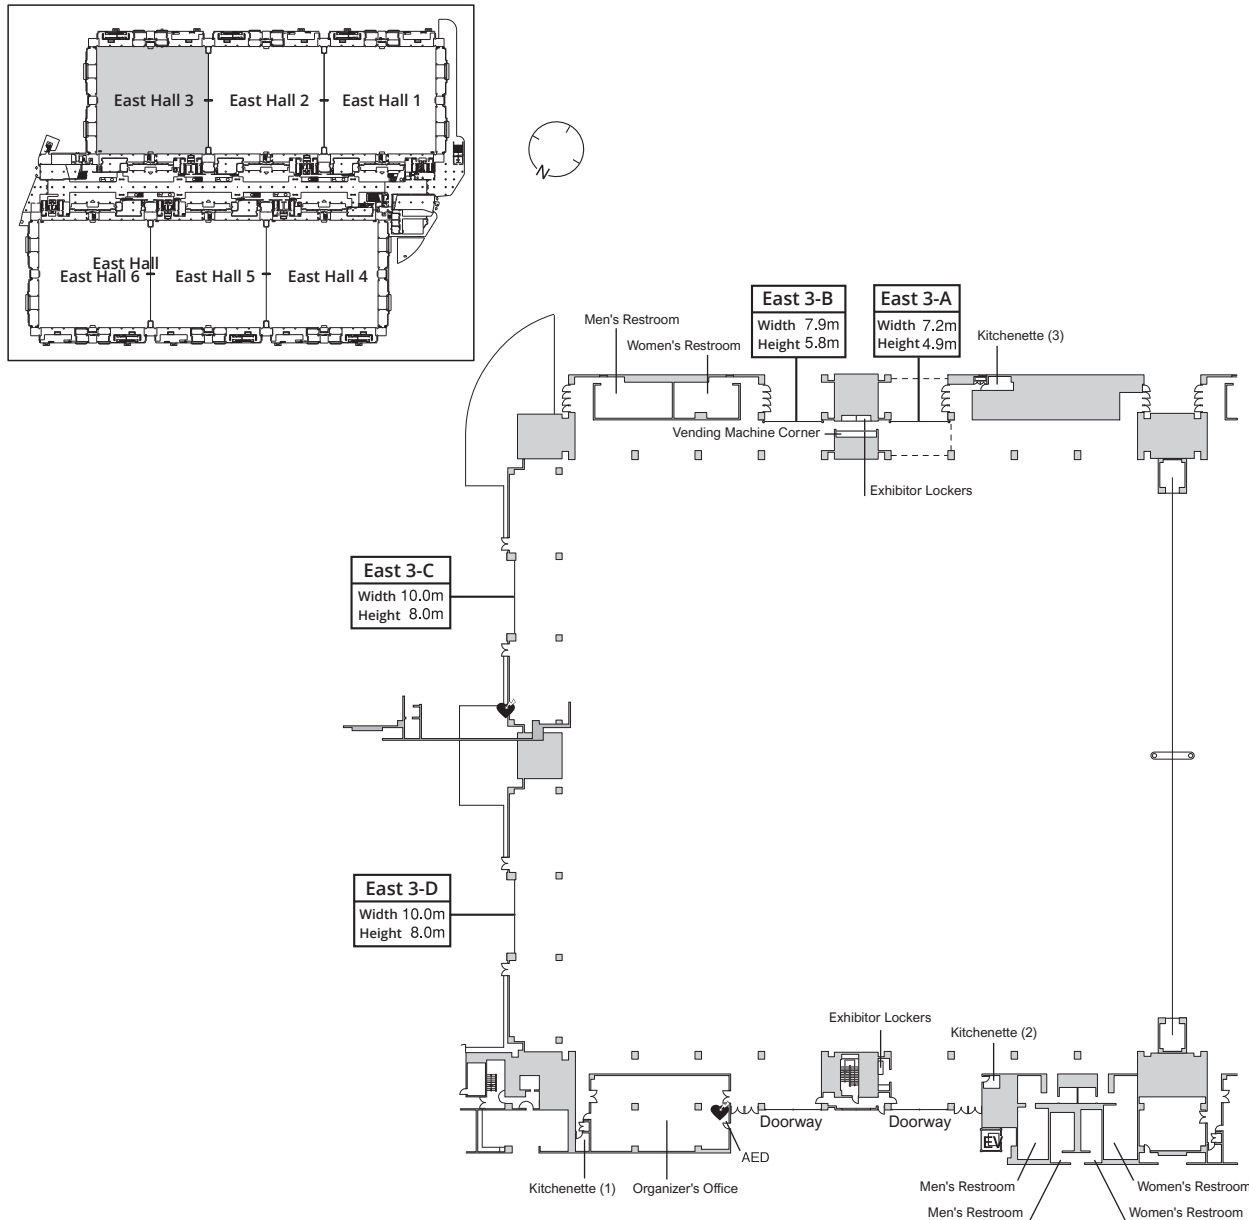 East Hall 3
East Hall 2
East Hall 1
East Hall
East Hall 6
East Hall 5
East Hall 4
N
East 3-B
Width 7.9m
Height 5.8m
East 3-A
Width 7.2m
Height 4.9m
Men's Restroom
Women's Restroom
Kitchenette (3)
Vending Machine Corner
Exhibitor Lockers
East 3-C
Width 10.0m
Height 8.0m
East 3-D
Width 10.0m
Height 8.0m
Exhibitor Lockers
Kitchenette (2)
Doorway
Doorway
EV
AED
Kitchenette (1)
Organizer's Office
Men's Restroom
Women's Restroom
Men's Restroom
Women's Restroom